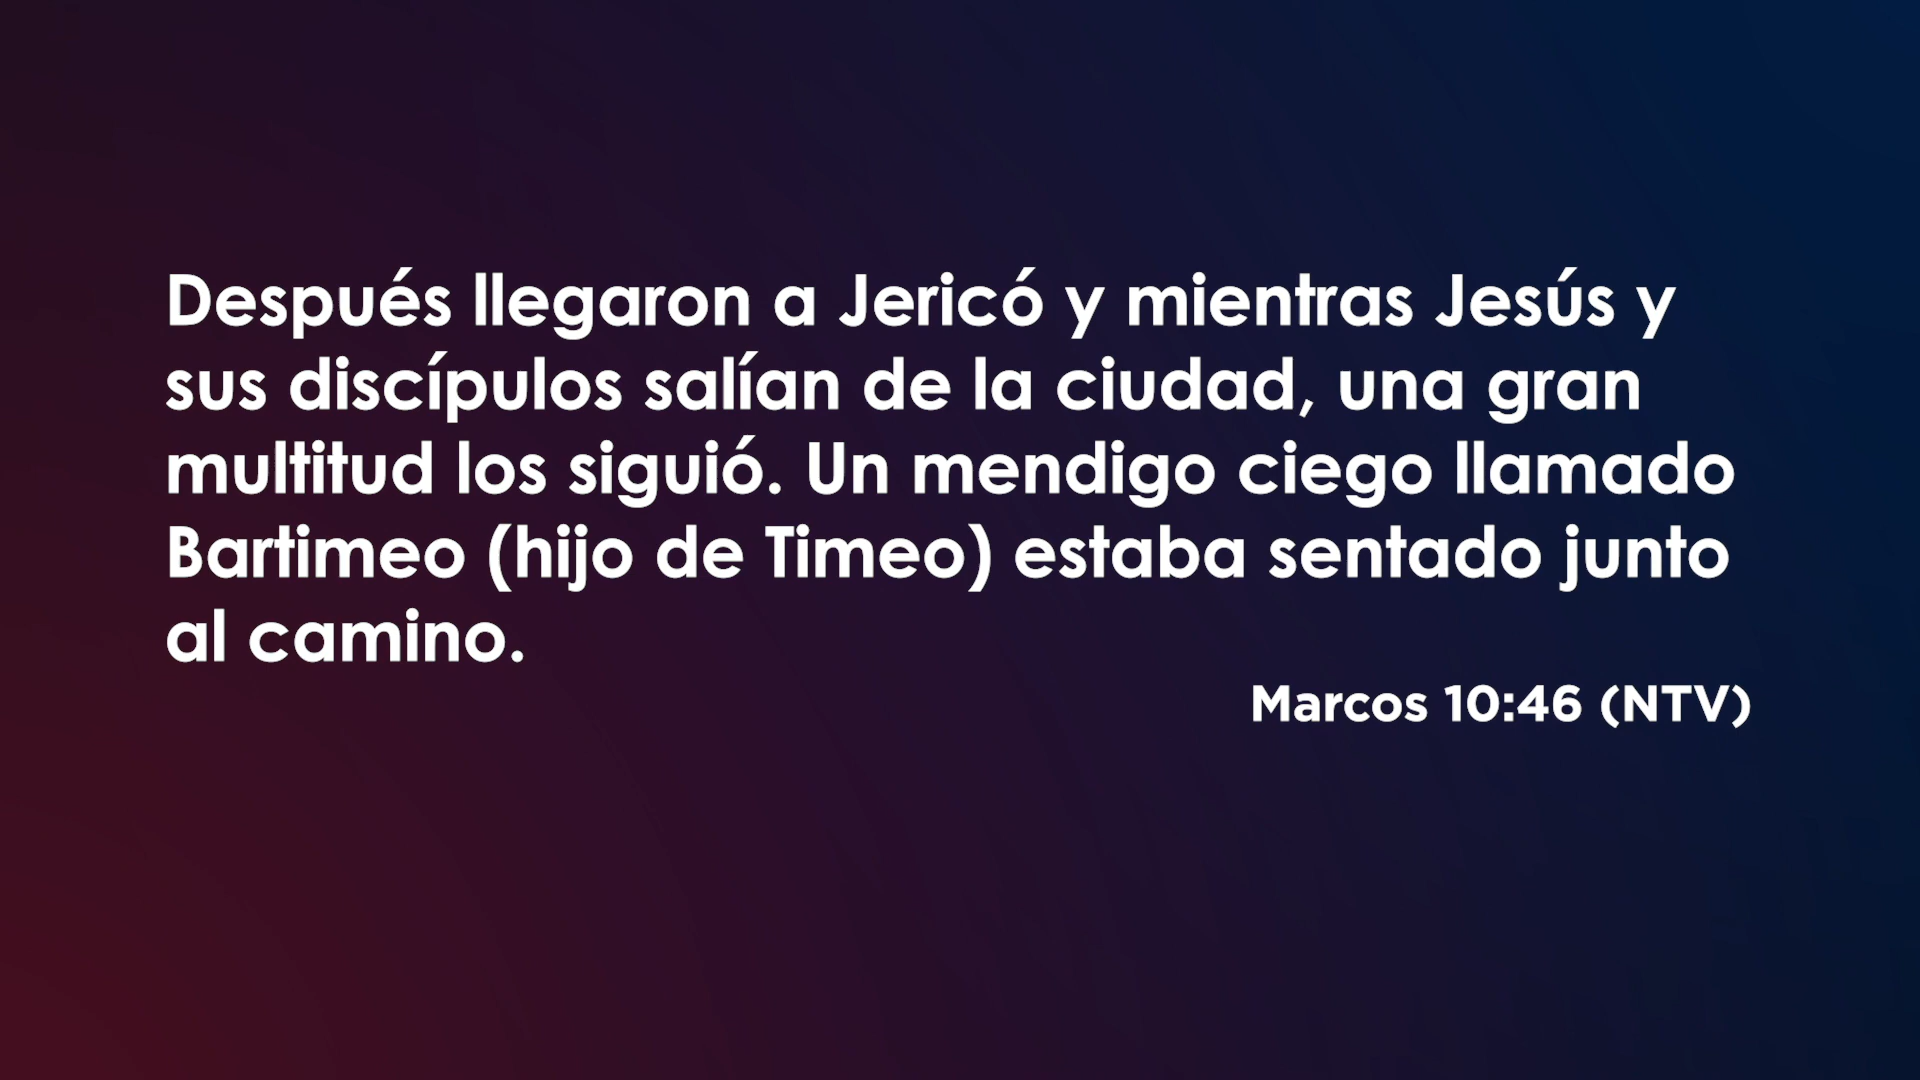 Después llegaron a Jericó y mientras Jesús y
sus discípulos salían de la ciudad, una gran
multitud los siguió. Un mendigo ciego llamado
Bartimeo (hijo de Timeo) estaba sentado junto
al camino.
Marcos 10:46 (NTV)